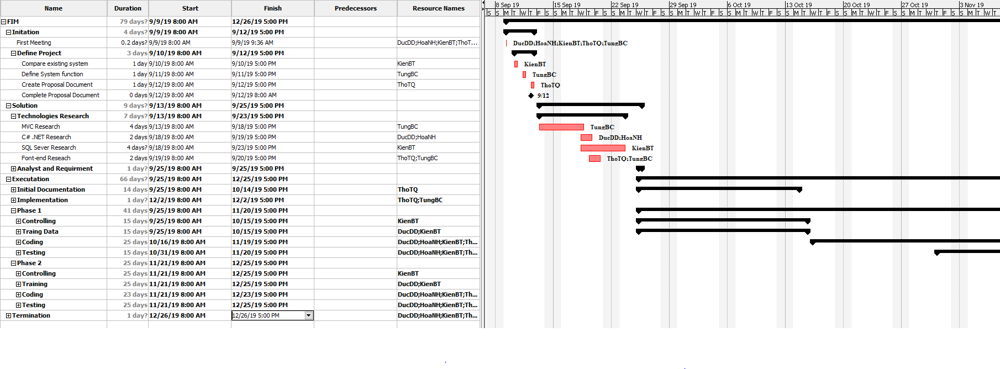 Name Duration Start Finish Predecessors Resource Names
8 Sep 19 15 Sep 19 22 Sep 19 29 Sep 19 6 Oct 19 13 Oct 19 20 Oct 19 27 Oct 19 3 Nov 19
S S M T W T F S S M T W T F S S M T W T F S S M T W T F S S M T W T F S S M T W T F S S M T W T F S S M T W T F S S M T W T
FIM 79 days? 9/9/19 8:00 AM 12/26/19 5:00 PM
Initation 4 days? 9/9/19 8:00 AM 9/12/19 5:00 PM
First Meeting 0.2 days? 9/9/19 8:00 AM 9/9/19 9:36 AM DucDD;HoaNH;KienBT;ThoT... DucDD;HoaNH;KienBT;ThoTQ;TungBC
Define Project 3 days 9/10/19 8:00 AM 9/12/19 5:00 PM
Compare existing system 1 day 9/10/19 8:00 AM 9/10/19 5:00 PM KienBT KienBT
Define System function 1 day 9/11/19 8:00 AM 9/11/19 5:00 PM TungBC TungBC
Create Proposal Document 1 day 9/12/19 8:00 AM 9/12/19 5:00 PM ThoTQ ThoTQ
Complete Proposal Document 0 days 9/12/19 8:00 AM 9/12/19 8:00 AM 9/12
Solution 9 days? 9/13/19 8:00 AM 9/25/19 5:00 PM
Technologies Research 7 days? 9/13/19 8:00 AM 9/23/19 5:00 PM
MVC Research 4 days 9/13/19 8:00 AM 9/18/19 5:00 PM TungBC TungBC
C# .NET Research 2 days 9/18/19 8:00 AM 9/19/19 5:00 PM DucDD;HoaNH DucDD;HoaNH
SQL Sever Research 4 days? 9/18/19 8:00 AM 9/23/19 5:00 PM KienBT KienBT
Font-end Reseach 2 days 9/19/19 8:00 AM 9/20/19 5:00 PM ThoTQ;TungBC ThoTQ;TungBC
Analyst and Requirment 1 day? 9/25/19 8:00 AM 9/25/19 5:00 PM
Executation 66 days? 9/25/19 8:00 AM 12/25/19 5:00 PM
Initial Documentation 14 days 9/25/19 8:00 AM 10/14/19 5:00 PM ThoTQ
Implementation 1 day? 12/2/19 8:00 AM 12/2/19 5:00 PM ThoTQ;TungBC
Phase 1 41 days 9/25/19 8:00 AM 11/20/19 5:00 PM
Controlling 15 days 9/25/19 8:00 AM 10/15/19 5:00 PM KienBT
Traing Data 15 days 9/25/19 8:00 AM 10/15/19 5:00 PM DucDD;KienBT
Coding 25 days 10/16/19 8:00 AM 11/19/19 5:00 PM DucDD;HoaNH;KienBT;Th...
Testing 15 days 10/31/19 8:00 AM 11/20/19 5:00 PM DucDD;HoaNH;KienBT;Th...
Phase 2 25 days 11/21/19 8:00 AM 12/25/19 5:00 PM
Controlling 25 days 11/21/19 8:00 AM 12/25/19 5:00 PM KienBT
Training 25 days 11/21/19 8:00 AM 12/25/19 5:00 PM DucDD;KienBT
Coding 23 days 11/21/19 8:00 AM 12/23/19 5:00 PM DucDD;HoaNH;KienBT;Th...
Testing 25 days 11/21/19 8:00 AM 12/25/19 5:00 PM DucDD;HoaNH;KienBT;Th...
Termination 1 day? 12/26/19 8:00 AM 12/26/19 5:00 PM DucDD;HoaNH;KienBT;Th...